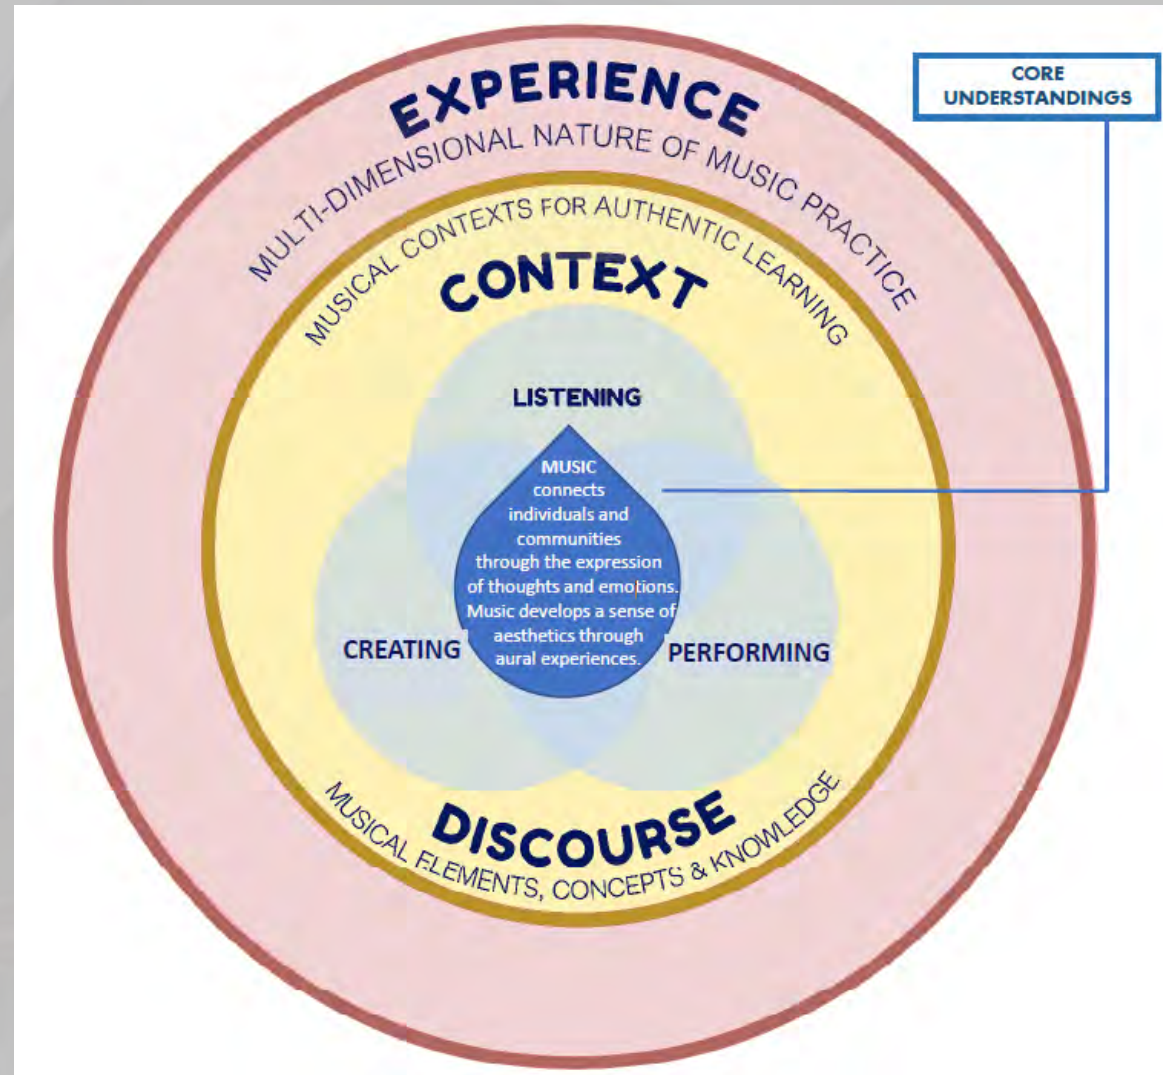 EXPERIENCE
MULTI-DIMENSIONAL NATURE OF MUSIC PRACTICE
CORE
UNDERSTANDINGS
MUSICAL CONTEXTS FOR AUTHENTIC LEARNING
CONTEXT
LISTENING
MUSIC
connects
individuals and
communities
through the expression
of thoughts and emotions.
Music develops a sense of
aesthetics through
aural experiences.
CREATING
PERFORMING
DISCOURSE
MUSICAL ELEMENTS, CONCEPTS & KNOWLEDGE